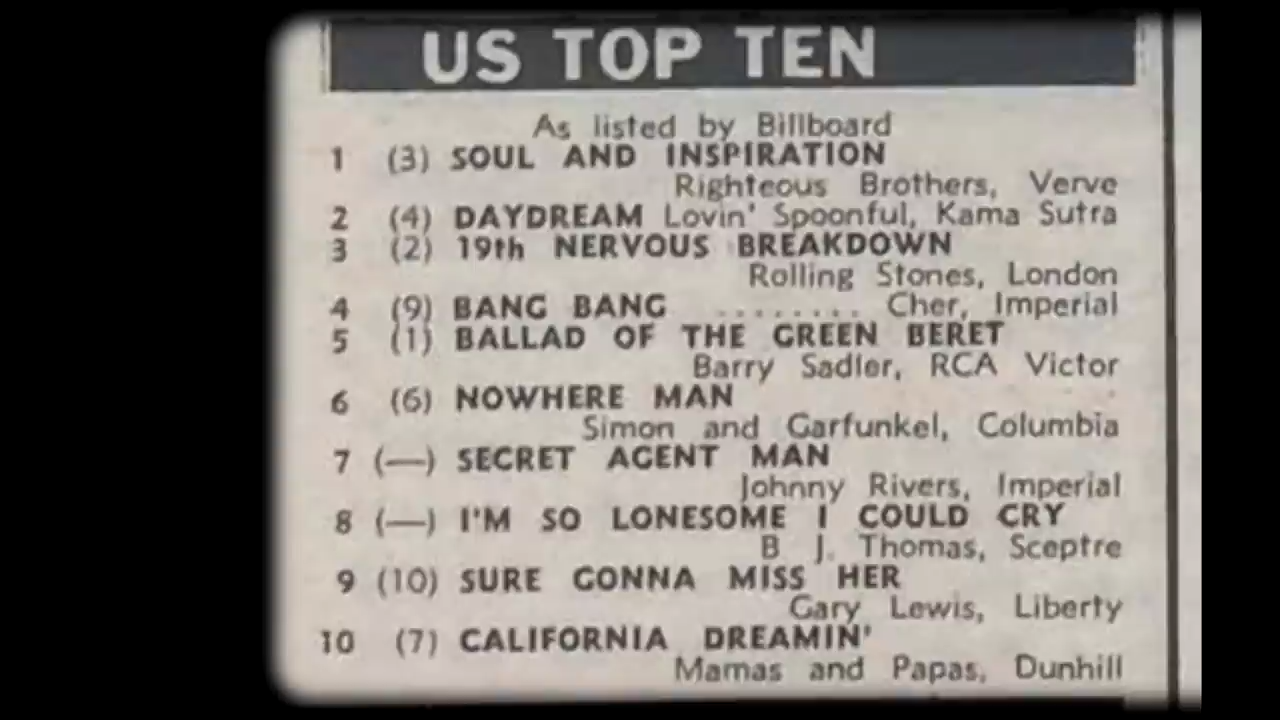 US TOP TEN
As listed by Billboard
1 (3) SOUL AND INSPIRATION
Righteous Brothers, Verve
2 (4) DAYDREAM Lovin' Spoonful, Kama Sutra
3 (2) 19th NERVOUS BREAKDOWN
Rolling Stones, London
4 (9) BANG BANG ........ Cher, Imperial
5 (1) BALLAD OF THE GREEN BERET
Barry Sadler, RCA Victor
6 (6) NOWHERE MAN
Simon and Garfunkel, Columbia
7 (—) SECRET AGENT MAN
Johnny Rivers, Imperial
8 (—) I'M SO LONESOME I COULD CRY
B J. Thomas, Sceptre
9 (10) SURE GONNA MISS HER
Gary Lewis, Liberty
10 (7) CALIFORNIA DREAMIN'
Mamas and Papas, Dunhill